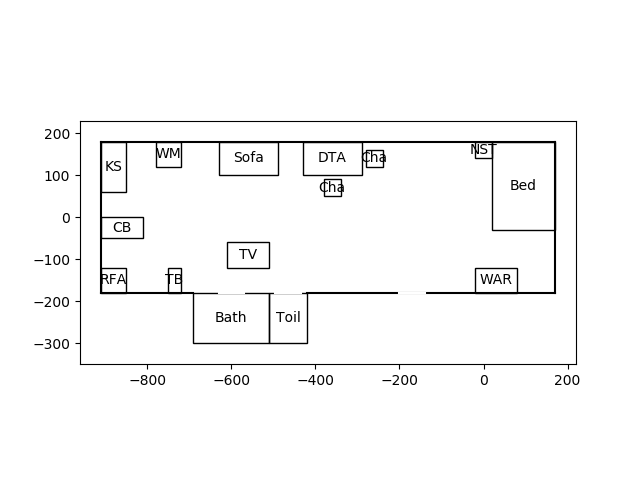 200
100
0
−100
−200
−300
KS
WM
Sofa
DTA
Cha
NST
Bed
Cha
CB
TV
RFA
TB
WAR
Bath
Toil
−800
−600
−400
−200
0
200